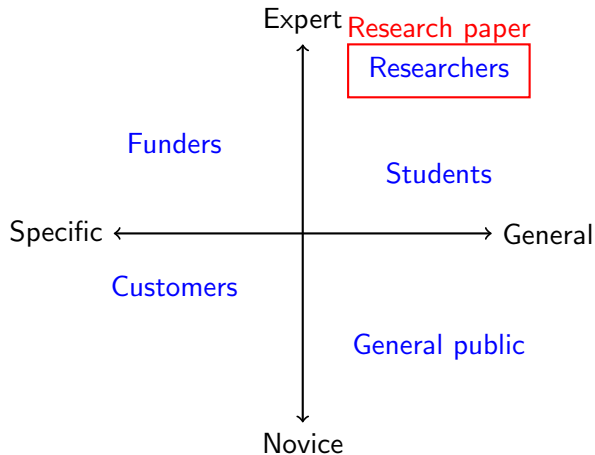 Expert
Research paper
Researchers
Funders
Students
Specific
General
Customers
General public
Novice